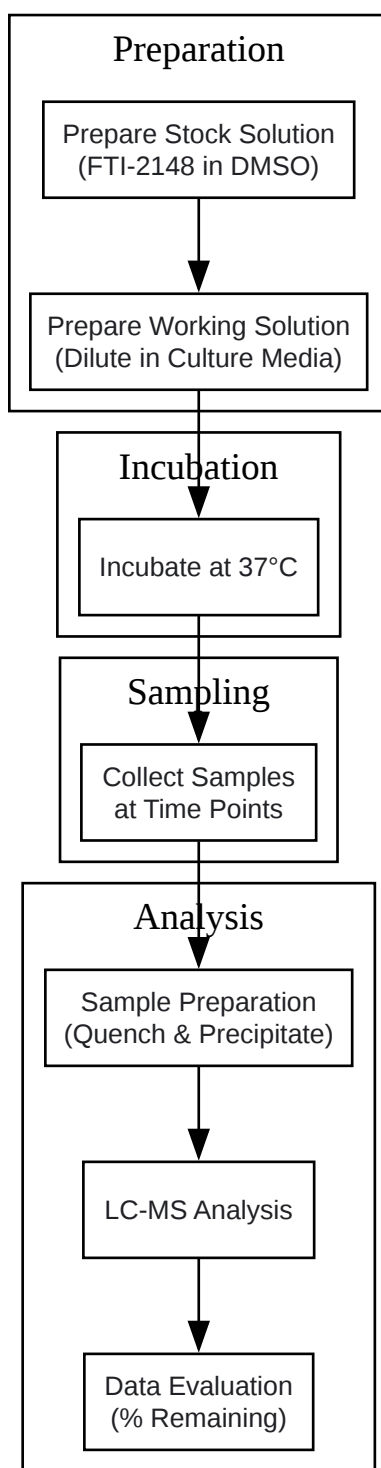 Preparation
Prepare Stock Solution
(FTI-2148 in DMSO)
Prepare Working Solution
(Dilute in Culture Media)
Incubation
Incubate at 37°C
Sampling
Collect Samples
at Time Points
Analysis
Sample Preparation
(Quench & Precipitate)
LC-MS Analysis
Data Evaluation
(% Remaining)